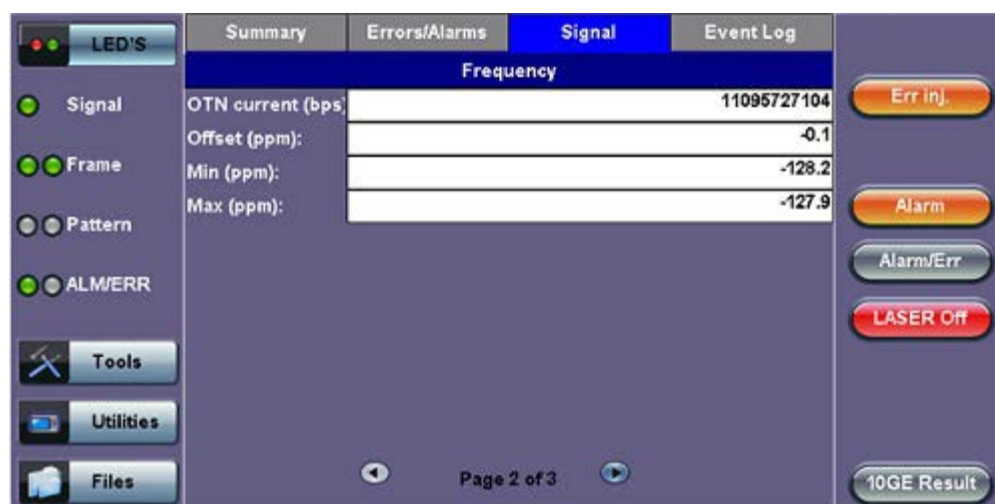 LED'S
Summary
Errors/Alarms
Signal
Event Log
Frequency
Signal
OTN current (bps)
11095727104
Err inj.
Offset (ppm):
-0.1
Frame
Min (ppm):
-128.2
Max (ppm):
-127.9
Alarm
Pattern
Alarm/Err
ALM/ERR
LASER Off
Tools
Utilities
Files
Page 2 of 3
10GE Result